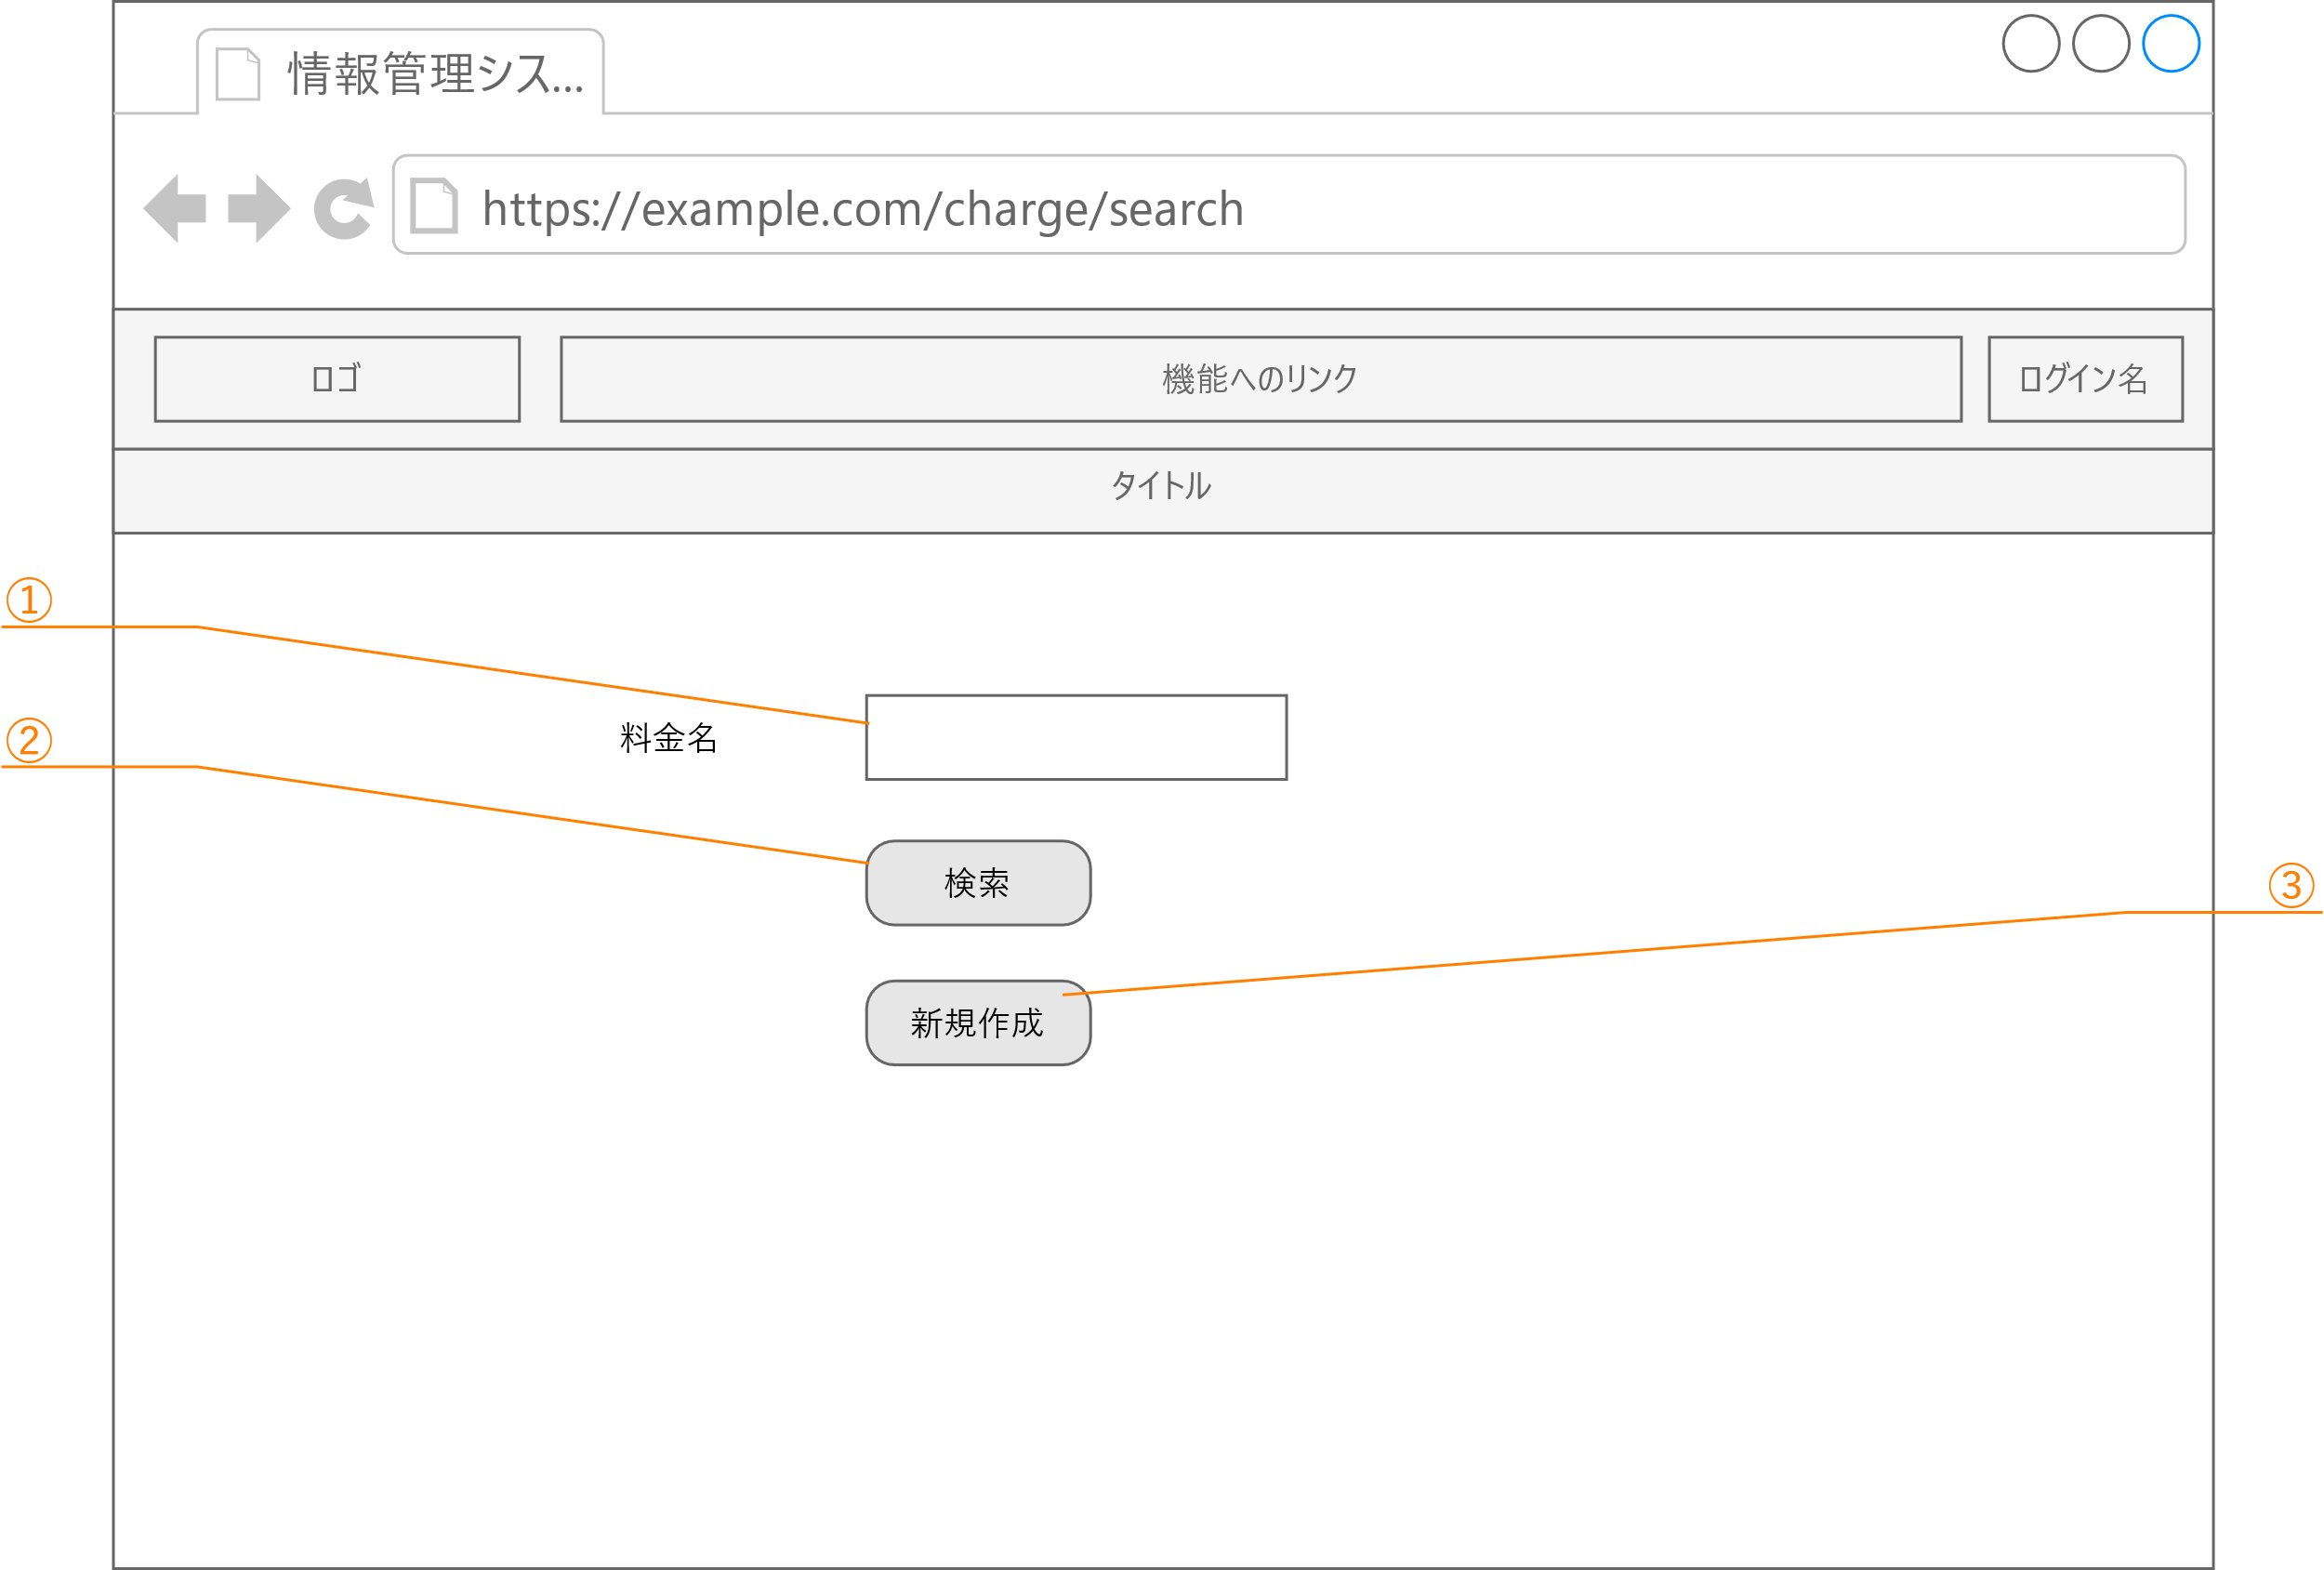 情報管理シス...
https://example.com/charge/search
ロゴ
機能へのリンク
ログイン名
タイトル
①
料金名
②
検索
③
新規作成